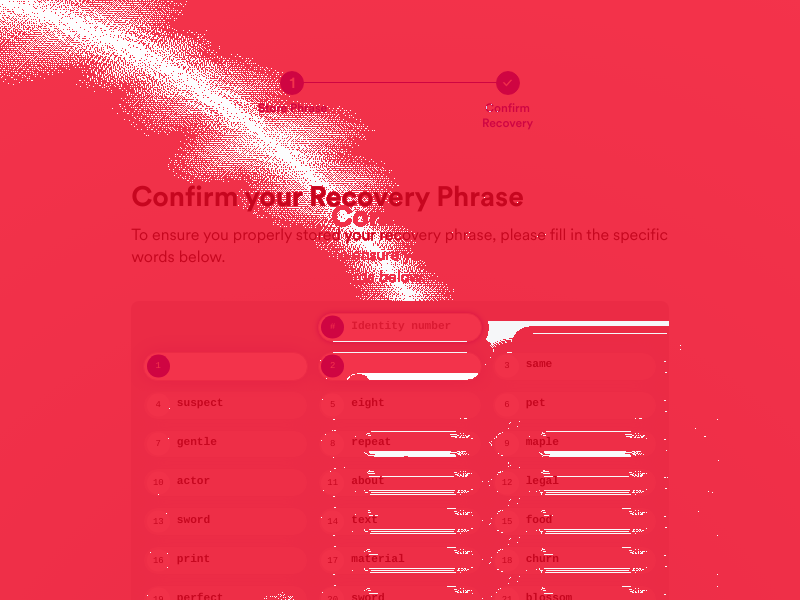 1
Store Phrase
Confirm
Recovery
Confirm your Recovery Phrase
To ensure you properly stored your recovery phrase, please fill in the specific
words below.
# Identity number
1 2 3 same
4 suspect 5 eight 6 pet
7 gentle 8 repeat 9 maple
10 actor 11 about 12 legal
13 sword 14 text 15 food
16 print 17 material 18 churn
19 perfect 20 sword 21 blossom